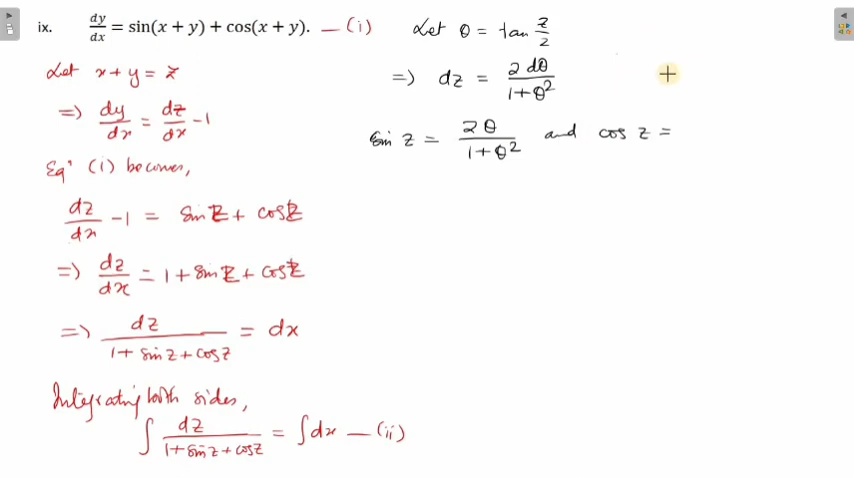 ix. dy/dx = sin(x + y) + cos(x + y). — (i)
Let x + y = z
=> dy/dx = dz/dx - 1
Eqⁿ (i) becomes,
dz/dx - 1 = sin z + cos z
=> dz/dx = 1 + sin z + cos z
=> dz/(1 + sin z + cos z) = dx
Integrating both sides,
∫ dz/(1 + sin z + cos z) = ∫ dx — (ii)
Let θ = tan z/2
=> dz = 2 dθ/(1 + θ²)
sin z = 2θ/(1 + θ²) and cos z =